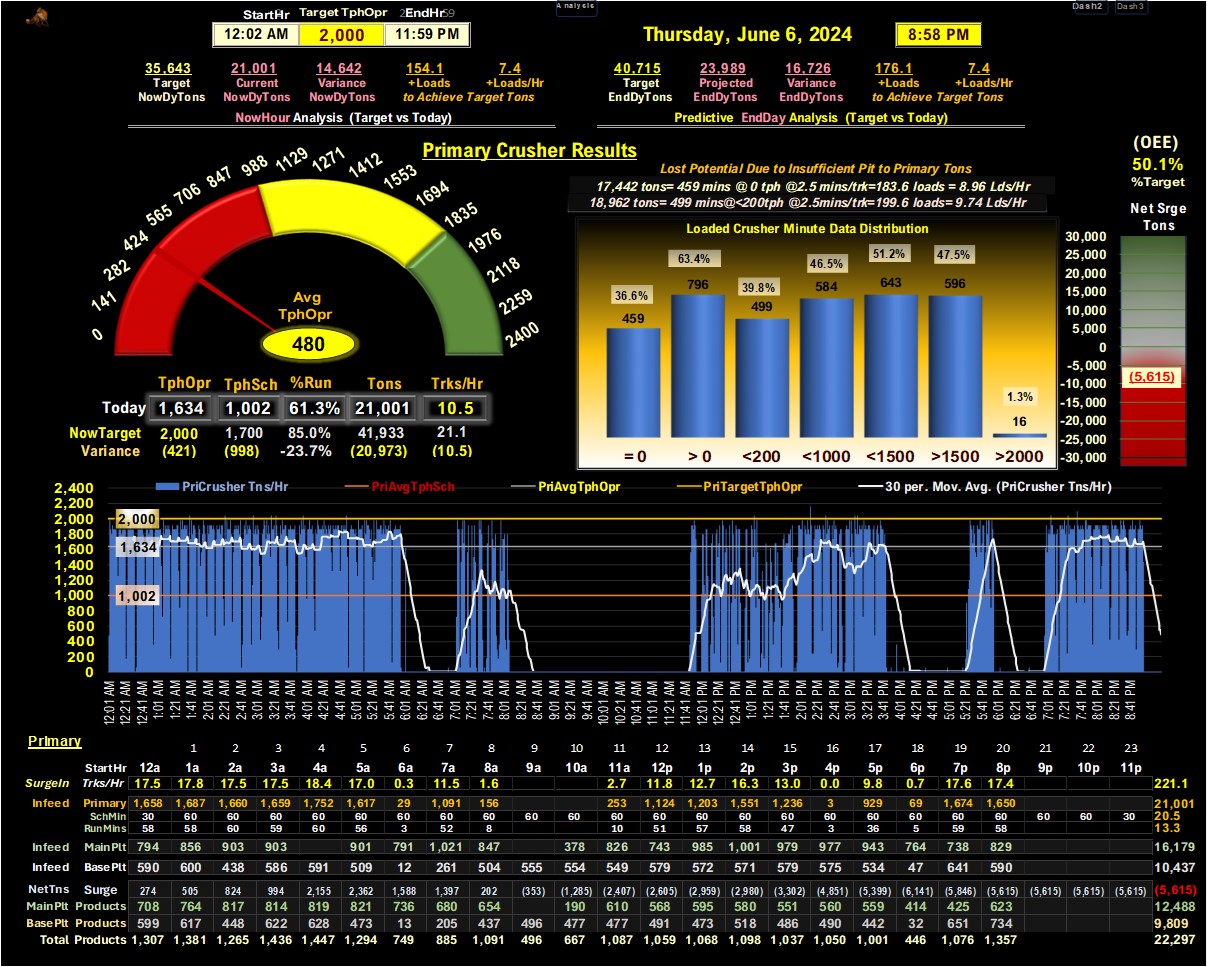 Analysis
Dash2 Dash3
StartHr Target TphOpr EndHr
12:02 AM 2,000 11:59 PM
Thursday, June 6, 2024 8:58 PM
35,643 21,001 14,642 154.1 7.4
Target Current Variance +Loads +Loads/Hr
NowDyTons NowDyTons NowDyTons to Achieve Target Tons
NowHour Analysis (Target vs Today)
40,715 23,989 16,726 176.1 7.4
Target Projected Variance +Loads +Loads/Hr
EndDyTons EndDyTons EndDyTons to Achieve Target Tons
Predictive EndDay Analysis (Target vs Today)
Primary Crusher Results
(OEE)
50.1%
%Target
Lost Potential Due to Insufficient Pit to Primary Tons
17,442 tons= 459 mins @ 0 tph @2.5 mins/trk=183.6 loads = 8.96 Lds/Hr
18,962 tons= 499 mins@<200tph @2.5mins/trk=199.6 loads= 9.74 Lds/Hr
0 141 282 424 565 706 847 988 1129 1271 1412 1553 1694 1835 1976 2118 2259 2400
Avg
TphOpr
480
Loaded Crusher Minute Data Distribution
36.6% 63.4% 39.8% 46.5% 51.2% 47.5% 1.3%
459 796 499 584 643 596 16
= 0 > 0 <200 <1000 <1500 >1500 >2000
Net Srge
Tons
30,000
25,000
20,000
15,000
10,000
5,000
0
-5,000
(5,615)
-10,000
-15,000
-20,000
-25,000
-30,000
TphOpr TphSch %Run Tons Trks/Hr
Today 1,634 1,002 61.3% 21,001 10.5
NowTarget 2,000 1,700 85.0% 41,933 21.1
Variance (421) (998) -23.7% (20,973) (10.5)
PriCrusher Tns/Hr PriAvgTphSch PriAvgTphOpr PriTargetTphOpr 30 per. Mov. Avg. (PriCrusher Tns/Hr)
2,400
2,200
2,000
1,800
1,600
1,400
1,200
1,000
800
600
400
200
0
2,000
1,634
1,002
12:01 AM 12:21 AM 12:41 AM 1:01 AM 1:21 AM 1:41 AM 2:01 AM 2:21 AM 2:41 AM 3:01 AM 3:21 AM 3:41 AM 4:01 AM 4:21 AM 4:41 AM 5:01 AM 5:21 AM 5:41 AM 6:01 AM 6:21 AM 6:41 AM 7:01 AM 7:21 AM 7:41 AM 8:01 AM 8:21 AM 8:41 AM 9:01 AM 9:21 AM 9:41 AM 10:01 AM 10:21 AM 10:41 AM 11:01 AM 11:21 AM 11:41 AM 12:01 PM 12:21 PM 12:41 PM 1:01 PM 1:21 PM 1:41 PM 2:01 PM 2:21 PM 2:41 PM 3:01 PM 3:21 PM 3:41 PM 4:01 PM 4:21 PM 4:41 PM 5:01 PM 5:21 PM 5:41 PM 6:01 PM 6:21 PM 6:41 PM 7:01 PM 7:21 PM 7:41 PM 8:01 PM 8:21 PM 8:41 PM
Primary
1 2 3 4 5 6 7 8 9 10 11 12 13 14 15 16 17 18 19 20 21 22 23
StartHr 12a 1a 2a 3a 4a 5a 6a 7a 8a 9a 10a 11a 12p 1p 2p 3p 4p 5p 6p 7p 8p 9p 10p 11p
SurgeIn Trks/Hr 17.5 17.8 17.5 17.5 18.4 17.0 0.3 11.5 1.6 2.7 11.8 12.7 16.3 13.0 0.0 9.8 0.7 17.6 17.4 221.1
Infeed Primary 1,658 1,687 1,660 1,659 1,752 1,617 29 1,091 156 253 1,124 1,203 1,551 1,236 3 929 69 1,674 1,650 21,001
SchMin 30 60 60 60 60 60 60 60 60 60 60 60 60 60 60 60 60 60 60 60 60 60 60 30 20.5
RunMins 58 58 60 59 60 56 3 52 8 10 51 57 58 47 3 36 5 59 58 13.3
Infeed MainPlt 794 856 903 903 901 791 1,021 847 378 826 743 985 1,001 979 977 943 764 738 829 16,179
Infeed BasePlt 590 600 438 586 591 509 12 261 504 555 554 549 579 572 571 579 575 534 47 641 590 10,437
NetTns Surge 274 505 824 994 2,155 2,362 1,588 1,397 202 (353) (1,285) (2,407) (2,605) (2,959) (2,980) (3,302) (4,851) (5,399) (6,141) (5,846) (5,615) (5,615) (5,615) (5,615) (5,615)
MainPlt Products 708 764 817 814 819 821 736 680 654 190 610 568 595 580 551 560 559 414 425 623 12,488
BasePlt Products 599 617 448 622 628 473 13 205 437 496 477 477 491 473 518 486 490 442 32 651 734 9,809
Total Products 1,307 1,381 1,265 1,436 1,447 1,294 749 885 1,091 496 667 1,087 1,059 1,068 1,098 1,037 1,050 1,001 446 1,076 1,357 22,297